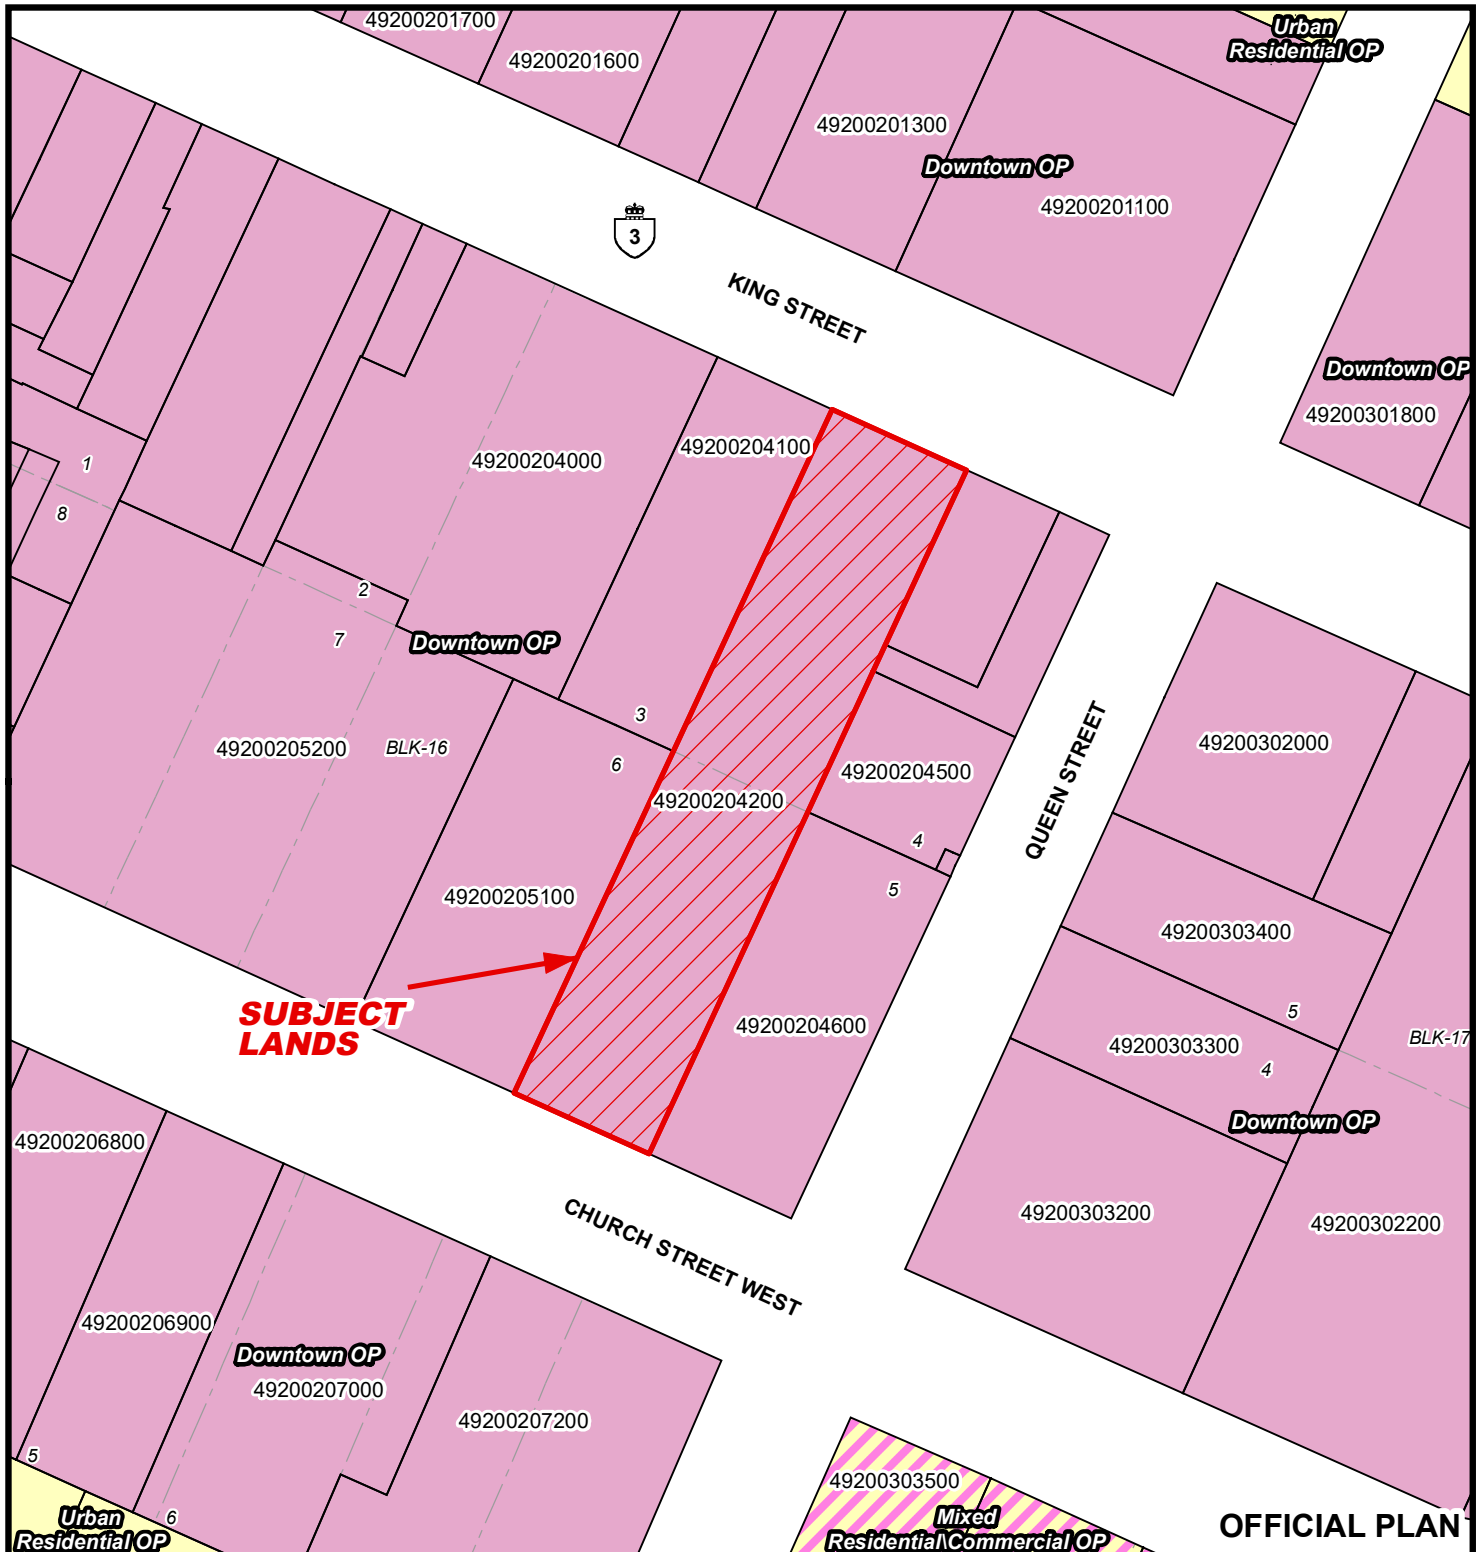 49200201700
Urban
Residential OP
49200201600
49200201300
Downtown OP
49200201100
3
KING STREET
Downtown OP
49200301800
49200204100
49200204000
1
8
2
7
Downtown OP
3
6
49200205200
BLK-16
49200204200
49200204500
QUEEN STREET
49200302000
4
5
49200205100
49200303400
SUBJECT
LANDS
49200204600
5
49200303300
4
BLK-17
Downtown OP
49200206800
49200303200
49200302200
CHURCH STREET WEST
49200206900
Downtown OP
49200207000
49200207200
5
6
Urban
Residential OP
49200303500
Mixed
Residential\Commercial OP
OFFICIAL PLAN